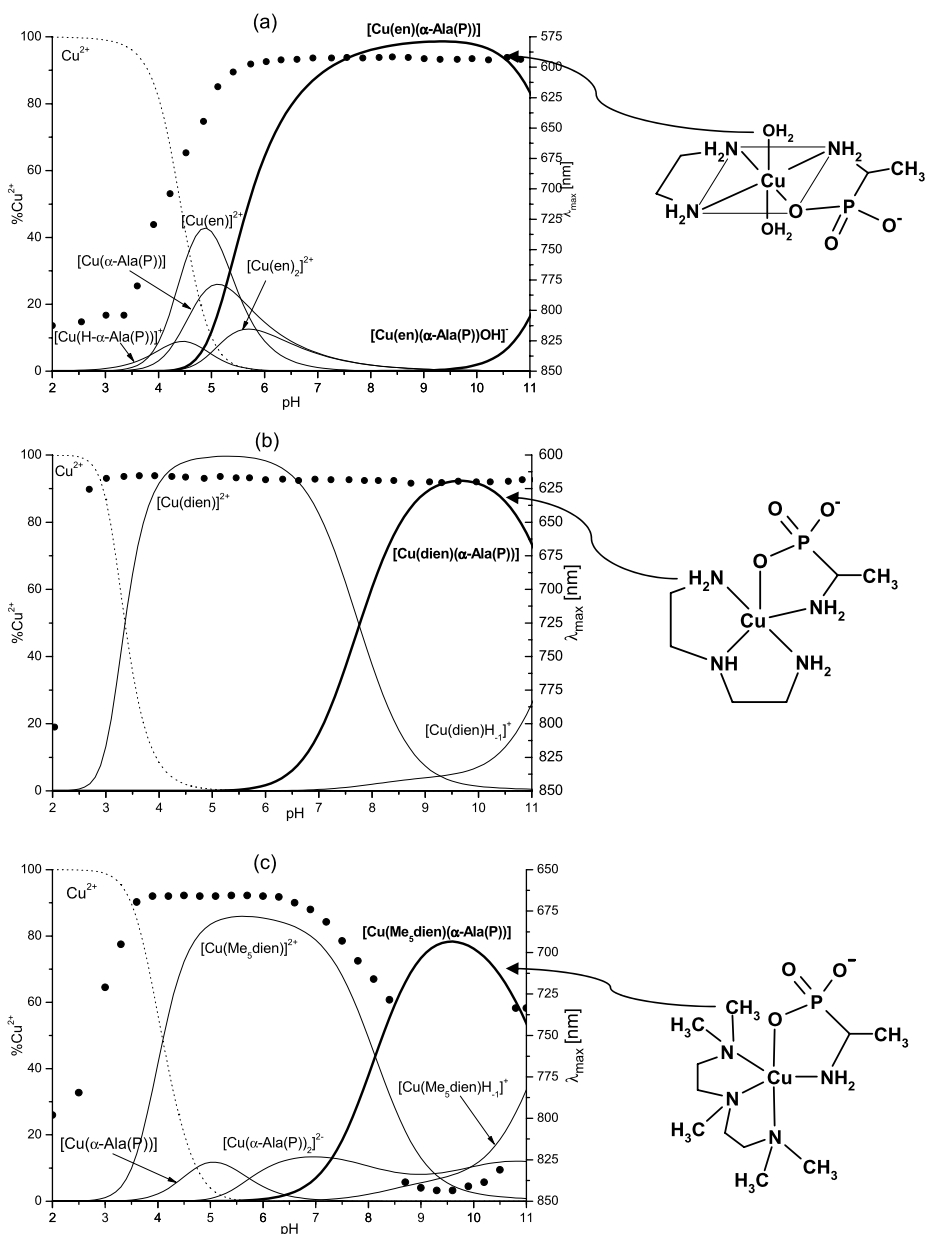 (a)
100
80
60
40
20
0
%Cu²⁺
2 3 4 5 6 7 8 9 10 11
pH
575
600
625
650
675
700
725
750
775
800
825
850
λmax [nm]
Cu²⁺
[Cu(en)(α-Ala(P))]
[Cu(en)]²⁺
[Cu(α-Ala(P))]
[Cu(en)₂]²⁺
[Cu(H-α-Ala(P))]⁺
[Cu(en)(α-Ala(P))OH]⁻
OH₂
H₂N
NH₂
CH₃
Cu
H₂N
O
P
O⁻
OH₂
O
(b)
100
80
60
40
20
0
%Cu²⁺
2 3 4 5 6 7 8 9 10 11
pH
600
625
650
675
700
725
750
775
800
825
850
λmax [nm]
Cu²⁺
[Cu(dien)]²⁺
[Cu(dien)(α-Ala(P))]
[Cu(dien)H₋₁]⁺
O
O⁻
P
O
H₂N
CH₃
NH₂
Cu
NH
NH₂
(c)
100
80
60
40
20
0
%Cu²⁺
2 3 4 5 6 7 8 9 10 11
pH
650
675
700
725
750
775
800
825
850
λmax [nm]
Cu²⁺
[Cu(Me₅dien)(α-Ala(P))]
[Cu(Me₅dien)]²⁺
[Cu(Me₅dien)H₋₁]⁺
[Cu(α-Ala(P))]
[Cu(α-Ala(P))₂]²⁻
O
O⁻
P
CH₃
O
H₃C
CH₃
N
Cu
NH₂
N
H₃C
N
CH₃
H₃C